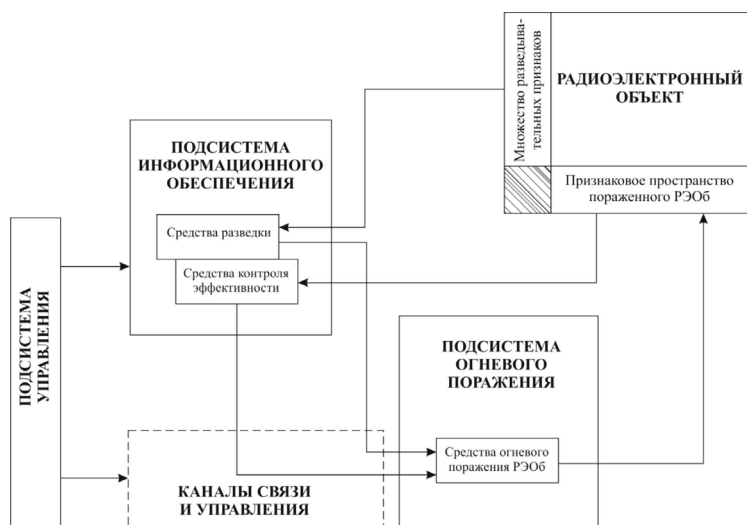 Множество разведыва-
тельных признаков
РАДИОЭЛЕКТРОННЫЙ
ОБЪЕКТ
Признаковое пространство
пораженного РЭОб
ПОДСИСТЕМА
ИНФОРМАЦИОННОГО
ОБЕСПЕЧЕНИЯ
Средства разведки
Средства контроля
эффективности
ПОДСИСТЕМА
УПРАВЛЕНИЯ
ПОДСИСТЕМА
ОГНЕВОГО
ПОРАЖЕНИЯ
Средства огневого
поражения РЭОб
КАНАЛЫ СВЯЗИ
И УПРАВЛЕНИЯ